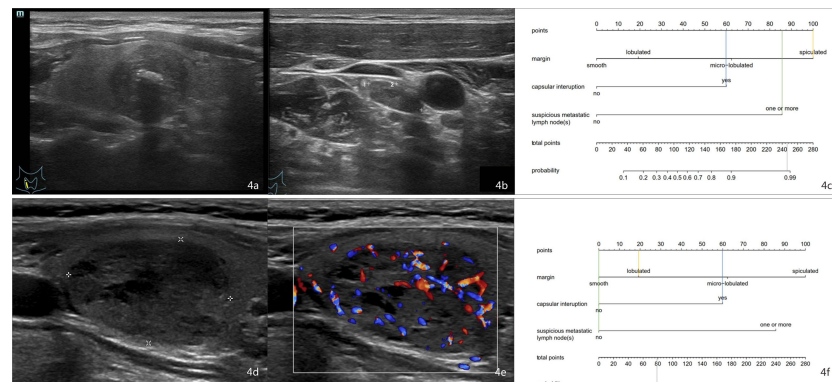 m
4a
4b
points
0 10 20 30 40 50 60 70 80 90 100
lobulated
spiculated
margin
smooth
micro-lobulated
yes
capsular interuption
no
one or more
suspicious metastatic
lymph node(s)
no
total points
0 20 40 60 80 100 120 140 160 180 200 220 240 260 280
probability
0.1 0.2 0.3 0.4 0.5 0.6 0.7 0.8 0.9 0.99
4c
4d
4e
points
0 10 20 30 40 50 60 70 80 90 100
lobulated
spiculated
margin
smooth
micro-lobulated
yes
capsular interuption
no
one or more
suspicious metastatic
lymph node(s)
no
total points
0 20 40 60 80 100 120 140 160 180 200 220 240 260 280
4f